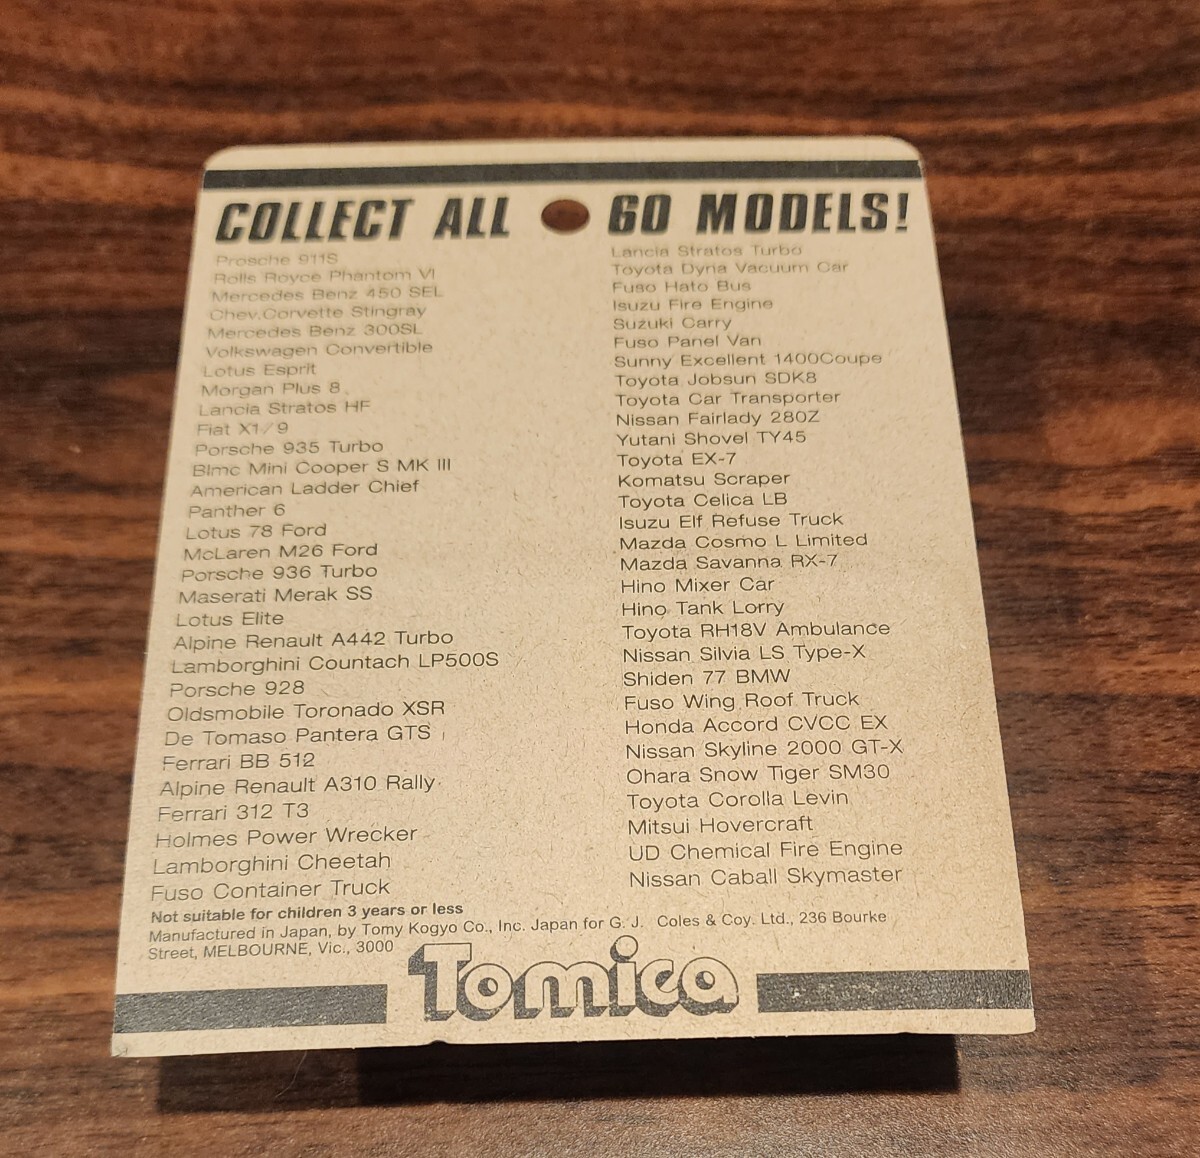 COLLECT ALL 60 MODELS!
Prosche 911S
Rolls Royce Phantom VI
Mercedes Benz 450 SEL
Chev.Corvette Stingray
Mercedes Benz 300SL
Volkswagen Convertible
Lotus Esprit
Morgan Plus 8
Lancia Stratos HF
Fiat X1/9
Porsche 935 Turbo
Blmc Mini Cooper S MK III
American Ladder Chief
Panther 6
Lotus 78 Ford
McLaren M26 Ford
Porsche 936 Turbo
Maserati Merak SS
Lotus Elite
Alpine Renault A442 Turbo
Lamborghini Countach LP500S
Porsche 928
Oldsmobile Toronado XSR
De Tomaso Pantera GTS
Ferrari BB 512
Alpine Renault A310 Rally
Ferrari 312 T3
Holmes Power Wrecker
Lamborghini Cheetah
Fuso Container Truck
Lancia Stratos Turbo
Toyota Dyna Vacuum Car
Fuso Hato Bus
Isuzu Fire Engine
Suzuki Carry
Fuso Panel Van
Sunny Excellent 1400Coupe
Toyota Jobsun SDK8
Toyota Car Transporter
Nissan Fairlady 280Z
Yutani Shovel TY45
Toyota EX-7
Komatsu Scraper
Toyota Celica LB
Isuzu Elf Refuse Truck
Mazda Cosmo L Limited
Mazda Savanna RX-7
Hino Mixer Car
Hino Tank Lorry
Toyota RH18V Ambulance
Nissan Silvia LS Type-X
Shiden 77 BMW
Fuso Wing Roof Truck
Honda Accord CVCC EX
Nissan Skyline 2000 GT-X
Ohara Snow Tiger SM30
Toyota Corolla Levin
Mitsui Hovercraft
UD Chemical Fire Engine
Nissan Caball Skymaster
Not suitable for children 3 years or less
Manufactured in Japan, by Tomy Kogyo Co., Inc. Japan for G. J. Coles & Coy. Ltd., 236 Bourke
Street, MELBOURNE, Vic., 3000
Tomica